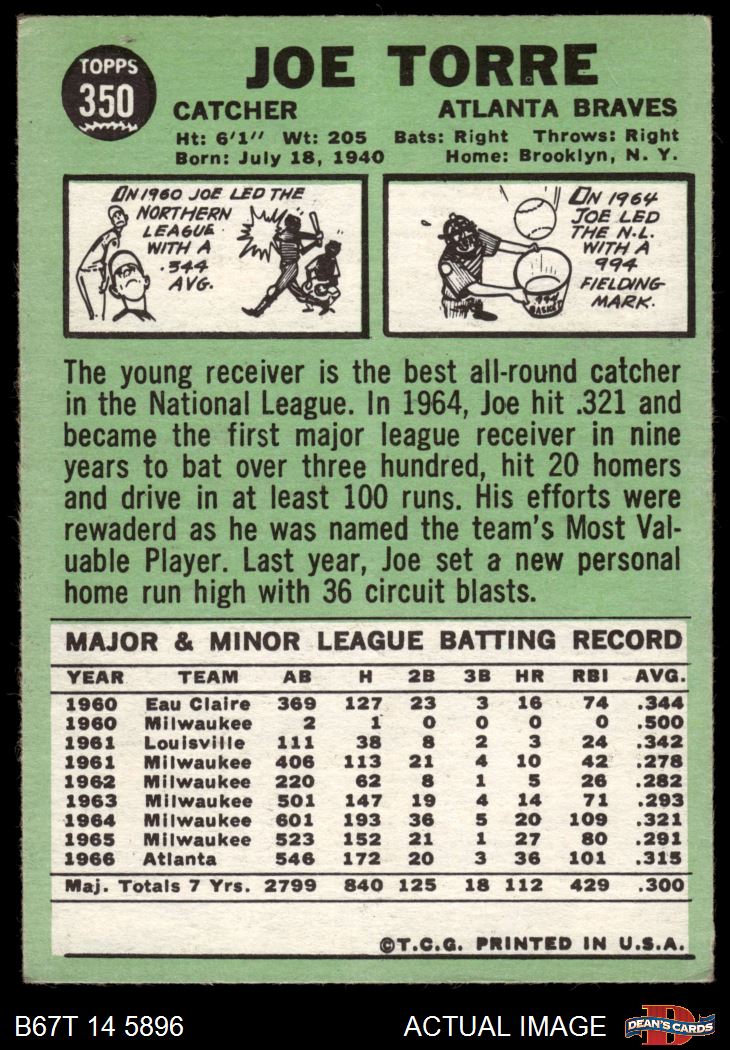 TOPPS
350
JOE TORRE
CATCHER ATLANTA BRAVES
Ht: 6'1" Wt: 205 Bats: Right Throws: Right
Born: July 18, 1940 Home: Brooklyn, N. Y.
IN 1960 JOE LED THE
NORTHERN
LEAGUE
WITH A
.344
AVG.
IN 1964
JOE LED
THE N.L.
WITH A
994
FIELDING
MARK.
994
BASKET
The young receiver is the best all-round catcher
in the National League. In 1964, Joe hit .321 and
became the first major league receiver in nine
years to bat over three hundred, hit 20 homers
and drive in at least 100 runs. His efforts were
rewaderd as he was named the team's Most Val-
uable Player. Last year, Joe set a new personal
home run high with 36 circuit blasts.
MAJOR & MINOR LEAGUE BATTING RECORD
YEAR TEAM AB H 2B 3B HR RBI AVG.
1960 Eau Claire 369 127 23 3 16 74 .344
1960 Milwaukee 2 1 0 0 0 0 .500
1961 Louisville 111 38 8 2 3 24 .342
1961 Milwaukee 406 113 21 4 10 42 .278
1962 Milwaukee 220 62 8 1 5 26 .282
1963 Milwaukee 501 147 19 4 14 71 .293
1964 Milwaukee 601 193 36 5 20 109 .321
1965 Milwaukee 523 152 21 1 27 80 .291
1966 Atlanta 546 172 20 3 36 101 .315
Maj. Totals 7 Yrs. 2799 840 125 18 112 429 .300
©T.C.G. PRINTED IN U.S.A.
B67T 14 5896 ACTUAL IMAGE
D
DEAN'S CARDS